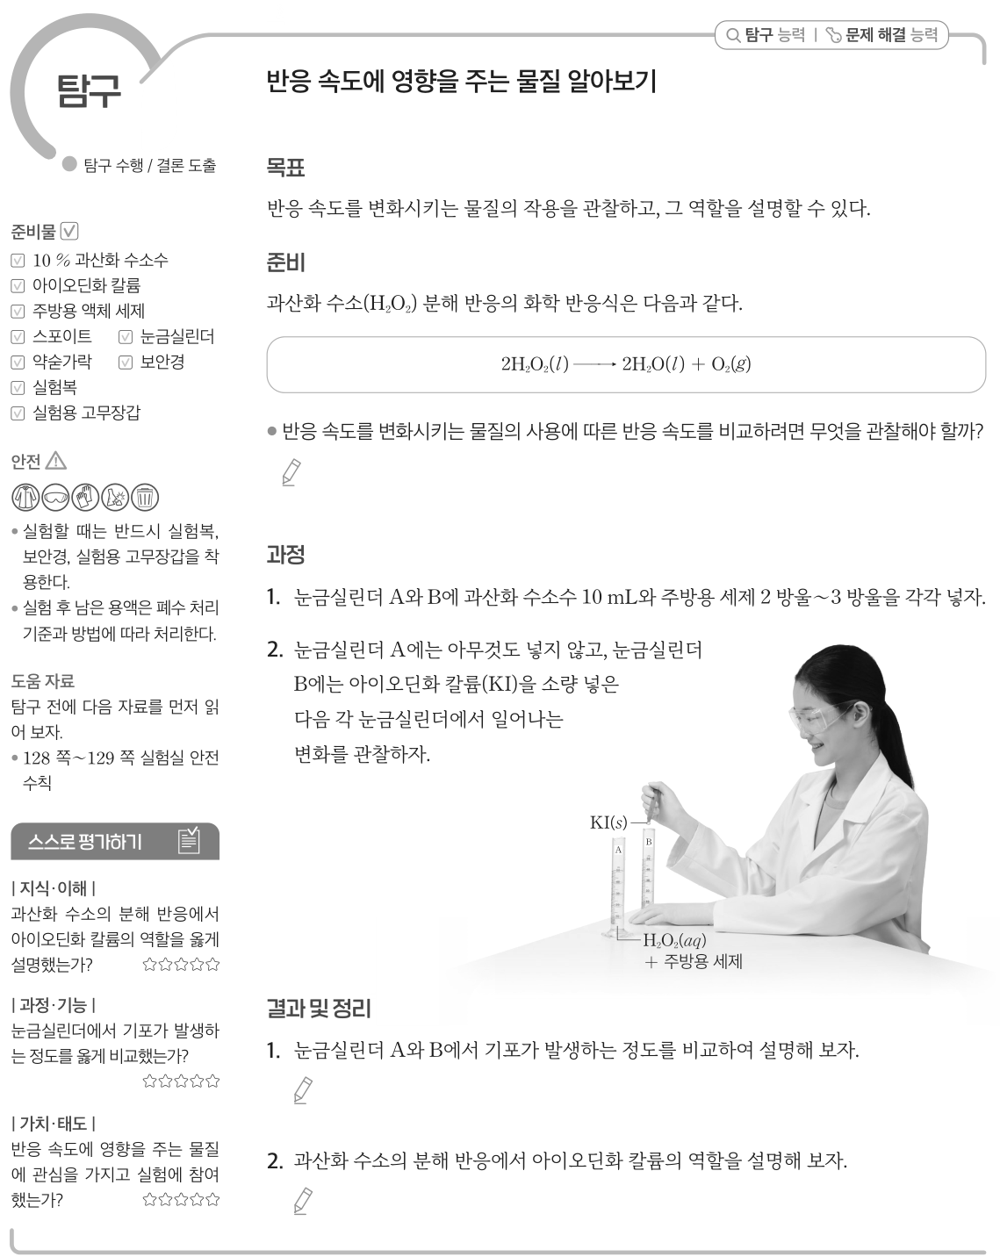 탐구 능력 | 문제 해결 능력
탐구
반응 속도에 영향을 주는 물질 알아보기
탐구 수행 / 결론 도출
준비물
10 % 과산화 수소수
아이오딘화 칼륨
주방용 액체 세제
스포이트 눈금실린더
약숟가락 보안경
실험복
실험용 고무장갑
안전
• 실험할 때는 반드시 실험복,
보안경, 실험용 고무장갑을 착
용한다.
• 실험 후 남은 용액은 폐수 처리
기준과 방법에 따라 처리한다.
도움 자료
탐구 전에 다음 자료를 먼저 읽
어 보자.
• 128 쪽～129 쪽 실험실 안전
수칙
스스로 평가하기
| 지식·이해 |
과산화 수소의 분해 반응에서
아이오딘화 칼륨의 역할을 옳게
설명했는가? ☆☆☆☆☆
| 과정·기능 |
눈금실린더에서 기포가 발생하
는 정도를 옳게 비교했는가?
☆☆☆☆☆
| 가치·태도 |
반응 속도에 영향을 주는 물질
에 관심을 가지고 실험에 참여
했는가? ☆☆☆☆☆
목표
반응 속도를 변화시키는 물질의 작용을 관찰하고, 그 역할을 설명할 수 있다.
준비
과산화 수소(H₂O₂) 분해 반응의 화학 반응식은 다음과 같다.
2H₂O₂(l) ⟶ 2H₂O(l) + O₂(g)
• 반응 속도를 변화시키는 물질의 사용에 따른 반응 속도를 비교하려면 무엇을 관찰해야 할까?
과정
1. 눈금실린더 A와 B에 과산화 수소수 10 mL와 주방용 세제 2 방울～3 방울을 각각 넣자.
2. 눈금실린더 A에는 아무것도 넣지 않고, 눈금실린더
B에는 아이오딘화 칼륨(KI)을 소량 넣은
다음 각 눈금실린더에서 일어나는
변화를 관찰하자.
KI(s)
A
B
H₂O₂(aq)
+ 주방용 세제
결과 및 정리
1. 눈금실린더 A와 B에서 기포가 발생하는 정도를 비교하여 설명해 보자.
2. 과산화 수소의 분해 반응에서 아이오딘화 칼륨의 역할을 설명해 보자.